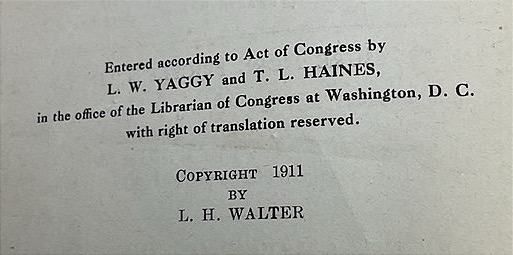 Entered according to Act of Congress by
L. W. YAGGY and T. L. HAINES,
in the office of the Librarian of Congress at Washington, D. C.
with right of translation reserved.
COPYRIGHT 1911
BY
L. H. WALTER